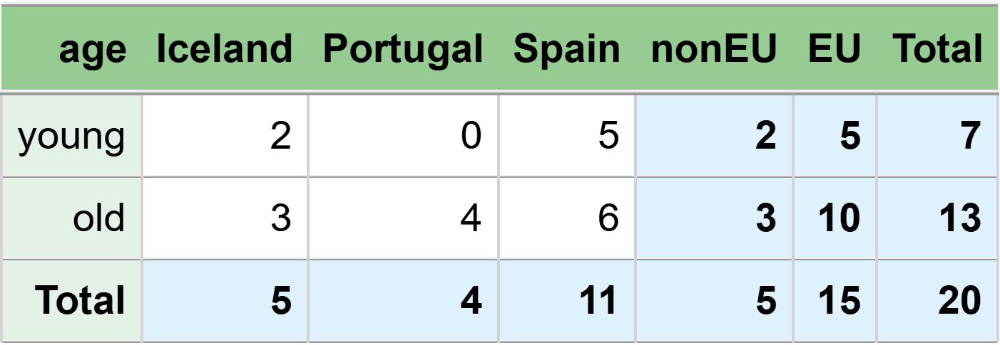 age Iceland Portugal Spain nonEU EU Total
young 2 0 5 2 5 7
old 3 4 6 3 10 13
Total 5 4 11 5 15 20